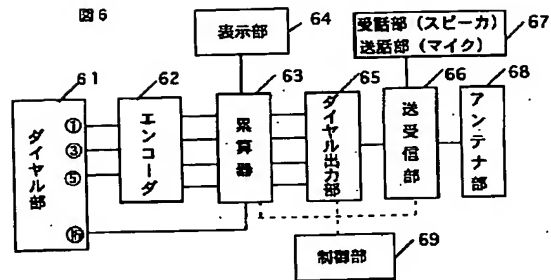 図6
表示部
64
受話部（スピーカ）
送話部（マイク）
67
61
62
63
65
66
68
ダイヤル部
①
③
⑤
エンコーダ
累算器
ダイヤル出力部
送受信部
アンテナ部
制御部
69